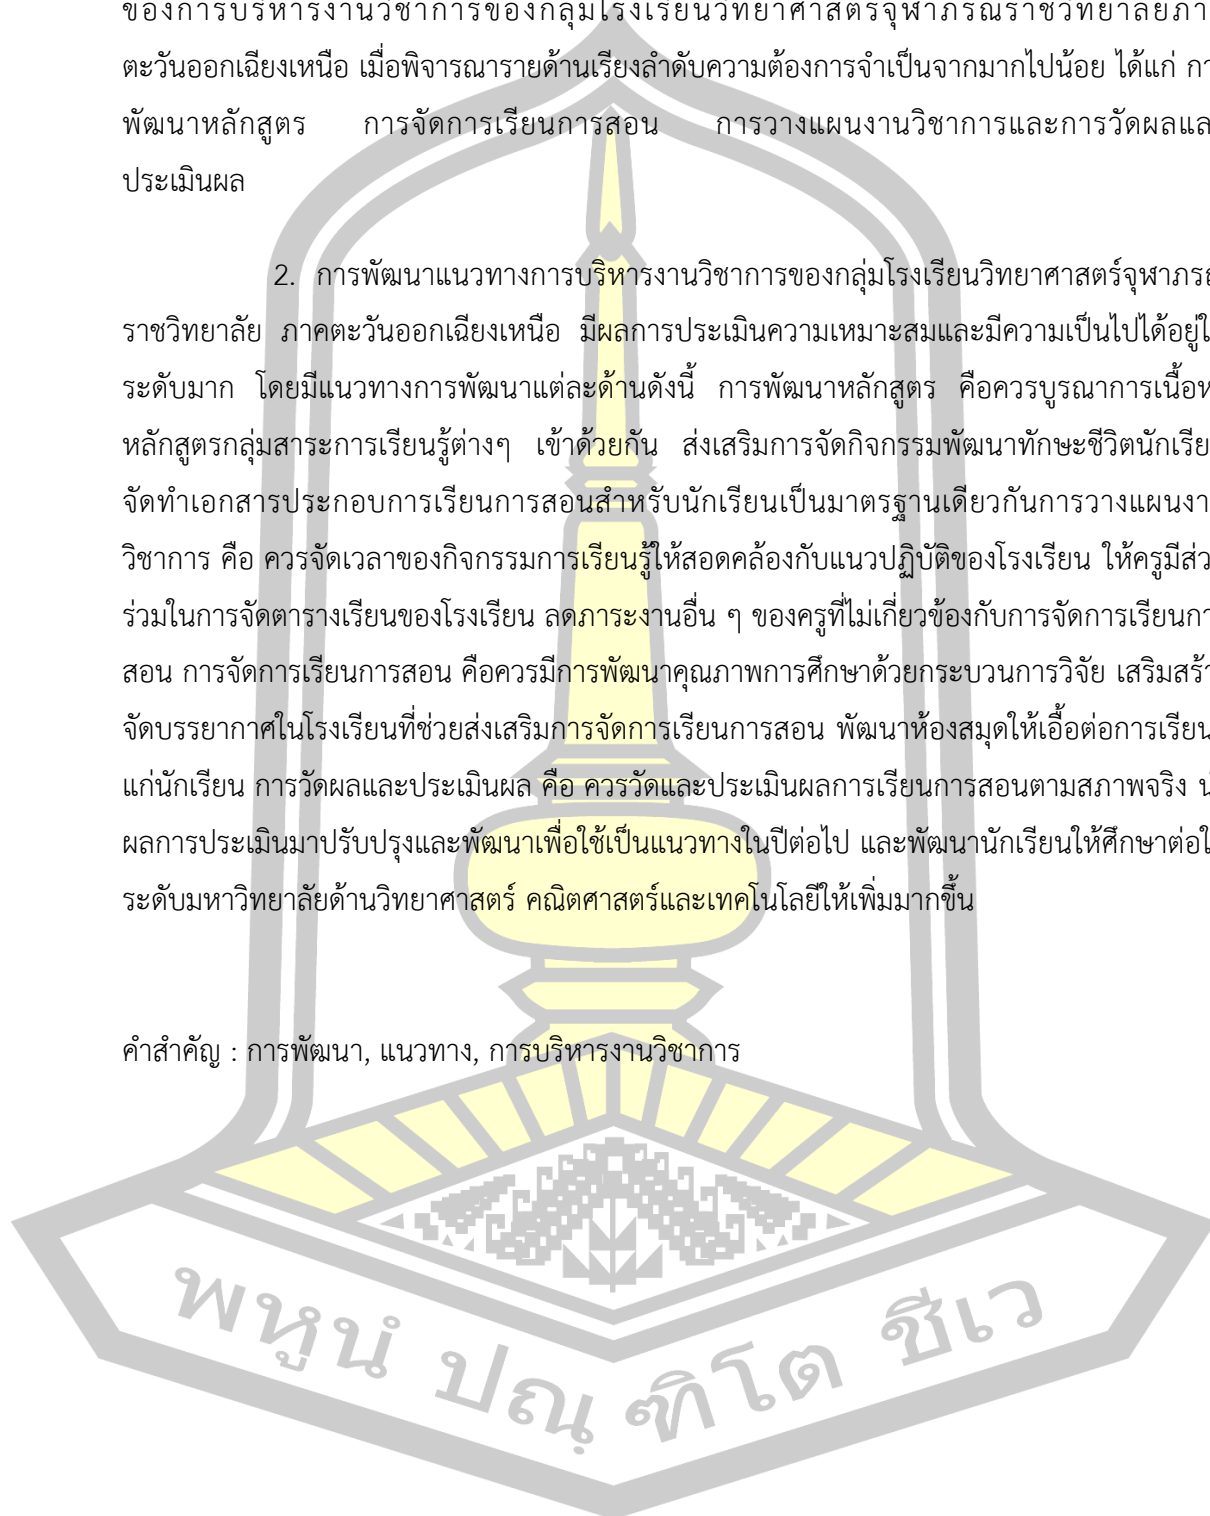 ของการบริหารงานวิชาการของกลุ่มโรงเรียนวิทยาศาสตร์จุฬาภรณราชวิทยาลัยภา
ตะวันออกเฉียงเหนือ เมื่อพิจารณารายด้านเรียงลำดับความต้องการจำเป็นจากมากไปน้อย ได้แก่ กา
พัฒนาหลักสูตร การจัดการเรียนการสอน การวางแผนงานวิชาการและการวัดผลแล
ประเมินผล
2. การพัฒนาแนวทางการบริหารงานวิชาการของกลุ่มโรงเรียนวิทยาศาสตร์จุฬาภรณ
ราชวิทยาลัย ภาคตะวันออกเฉียงเหนือ มีผลการประเมินความเหมาะสมและมีความเป็นไปได้อยู่ใ
ระดับมาก โดยมีแนวทางการพัฒนาแต่ละด้านดังนี้ การพัฒนาหลักสูตร คือควรบูรณาการเนื้อห
หลักสูตรกลุ่มสาระการเรียนรู้ต่างๆ เข้าด้วยกัน ส่งเสริมการจัดกิจกรรมพัฒนาทักษะชีวิตนักเรีย
จัดทำเอกสารประกอบการเรียนการสอนสำหรับนักเรียนเป็นมาตรฐานเดียวกันการวางแผนงา
วิชาการ คือ ควรจัดเวลาของกิจกรรมการเรียนรู้ให้สอดคล้องกับแนวปฏิบัติของโรงเรียน ให้ครูมีส่ว
ร่วมในการจัดตารางเรียนของโรงเรียน ลดภาระงานอื่น ๆ ของครูที่ไม่เกี่ยวข้องกับการจัดการเรียนกา
สอน การจัดการเรียนการสอน คือควรมีการพัฒนาคุณภาพการศึกษาด้วยกระบวนการวิจัย เสริมสร้า
จัดบรรยากาศในโรงเรียนที่ช่วยส่งเสริมการจัดการเรียนการสอน พัฒนาห้องสมุดให้เอื้อต่อการเรียน
แก่นักเรียน การวัดผลและประเมินผล คือ ควรวัดและประเมินผลการเรียนการสอนตามสภาพจริง น
ผลการประเมินมาปรับปรุงและพัฒนาเพื่อใช้เป็นแนวทางในปีต่อไป และพัฒนานักเรียนให้ศึกษาต่อใ
ระดับมหาวิทยาลัยด้านวิทยาศาสตร์ คณิตศาสตร์และเทคโนโลยีให้เพิ่มมากขึ้น
คำสำคัญ : การพัฒนา, แนวทาง, การบริหารงานวิชาการ
พหูนํ ปณฺ ฑิโต ชีเว